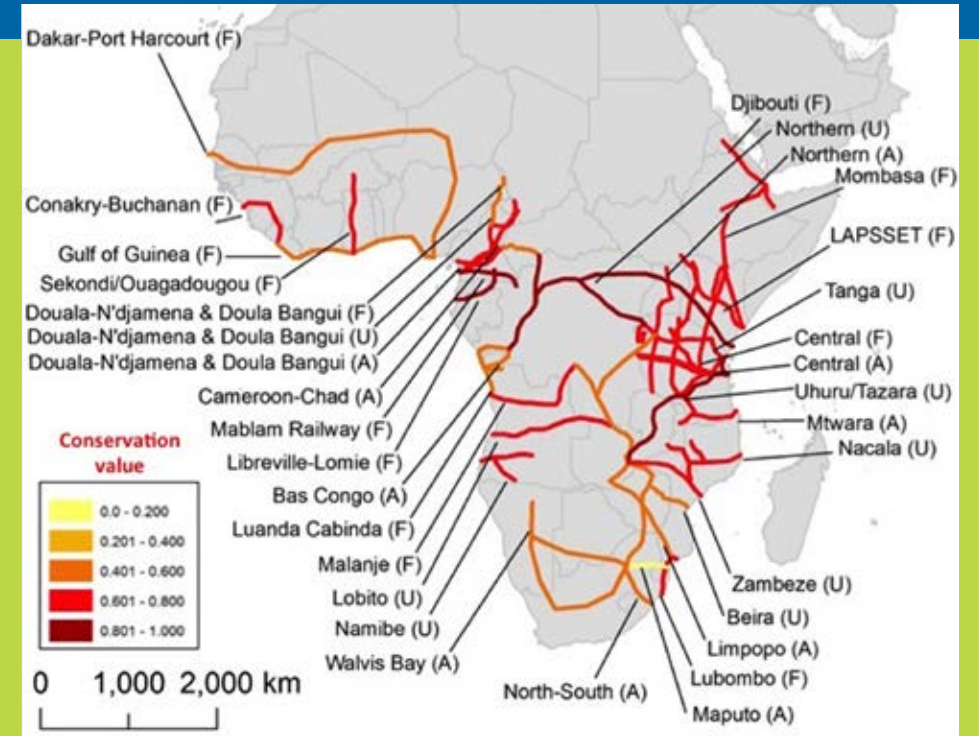 Dakar-Port Harcourt (F)
Conakry-Buchanan (F)
Gulf of Guinea (F)
Sekondi/Ouagadougou (F)
Douala-N'djamena & Doula Bangui (F)
Douala-N'djamena & Doula Bangui (U)
Douala-N'djamena & Doula Bangui (A)
Cameroon-Chad (A)
Mablam Railway (F)
Libreville-Lomie (F)
Bas Congo (A)
Luanda Cabinda (F)
Malanje (F)
Lobito (U)
Namibe (U)
Walvis Bay (A)
North-South (A)
Djibouti (F)
Northern (U)
Northern (A)
Mombasa (F)
LAPSSET (F)
Tanga (U)
Central (F)
Central (A)
Uhuru/Tazara (U)
Mtwara (A)
Nacala (U)
Zambeze (U)
Beira (U)
Limpopo (A)
Lubombo (F)
Maputo (A)
Conservation
value
0.0 - 0.200
0.201 - 0.400
0.401 - 0.600
0.601 - 0.800
0.801 - 1.000
0 1,000 2,000 km